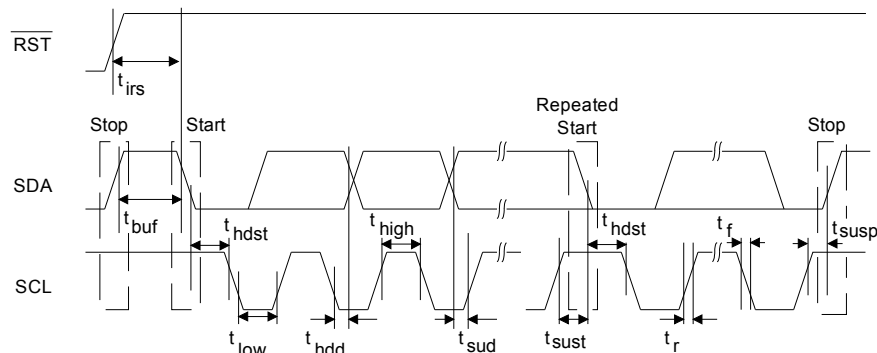 RST
t irs
Repeated
Stop Start Start Stop
SDA
t buf t hdst t high t hdst t f t susp
SCL
t low t hdd t sud t sust t r